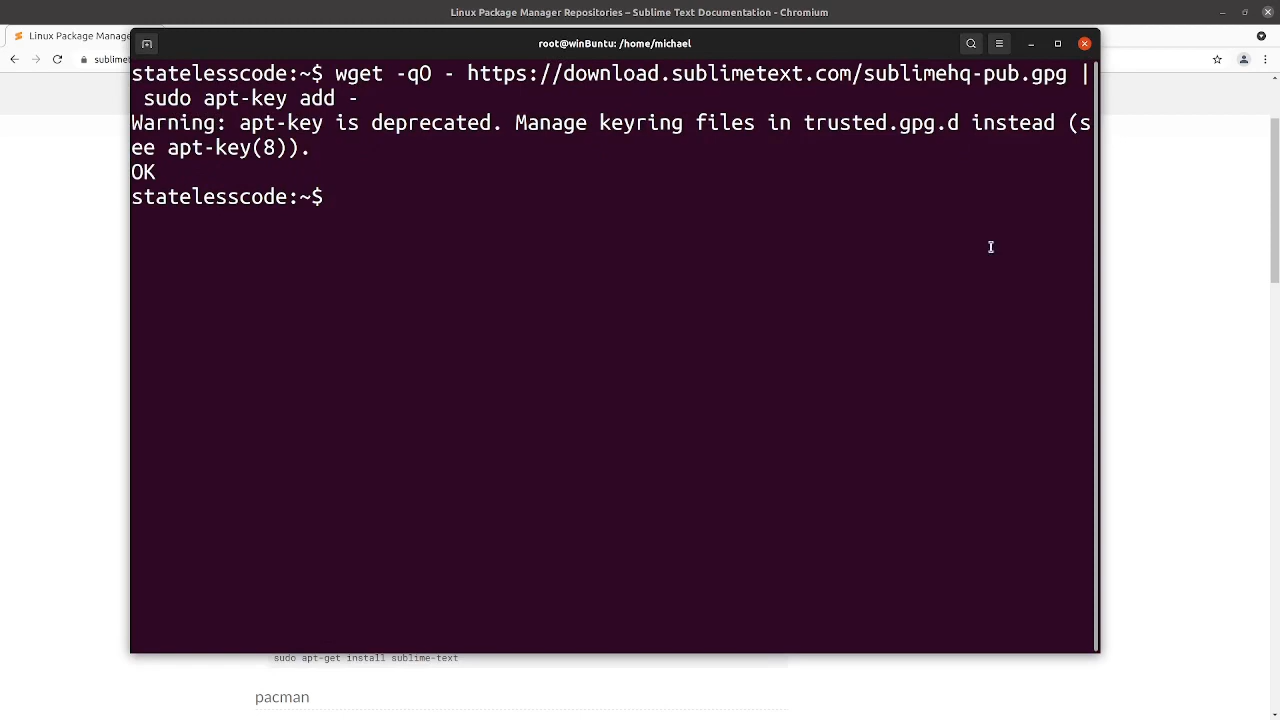 Linux Package Manager Repositories – Sublime Text Documentation - Chromium
Linux Package Manag
root@winBuntu: /home/michael
sublimet
statelesscode:~$ wget -qO - https://download.sublimetext.com/sublimehq-pub.gpg |
sudo apt-key add -
Warning: apt-key is deprecated. Manage keyring files in trusted.gpg.d instead (s
ee apt-key(8)).
OK
statelesscode:~$
sudo apt-get install sublime-text
pacman